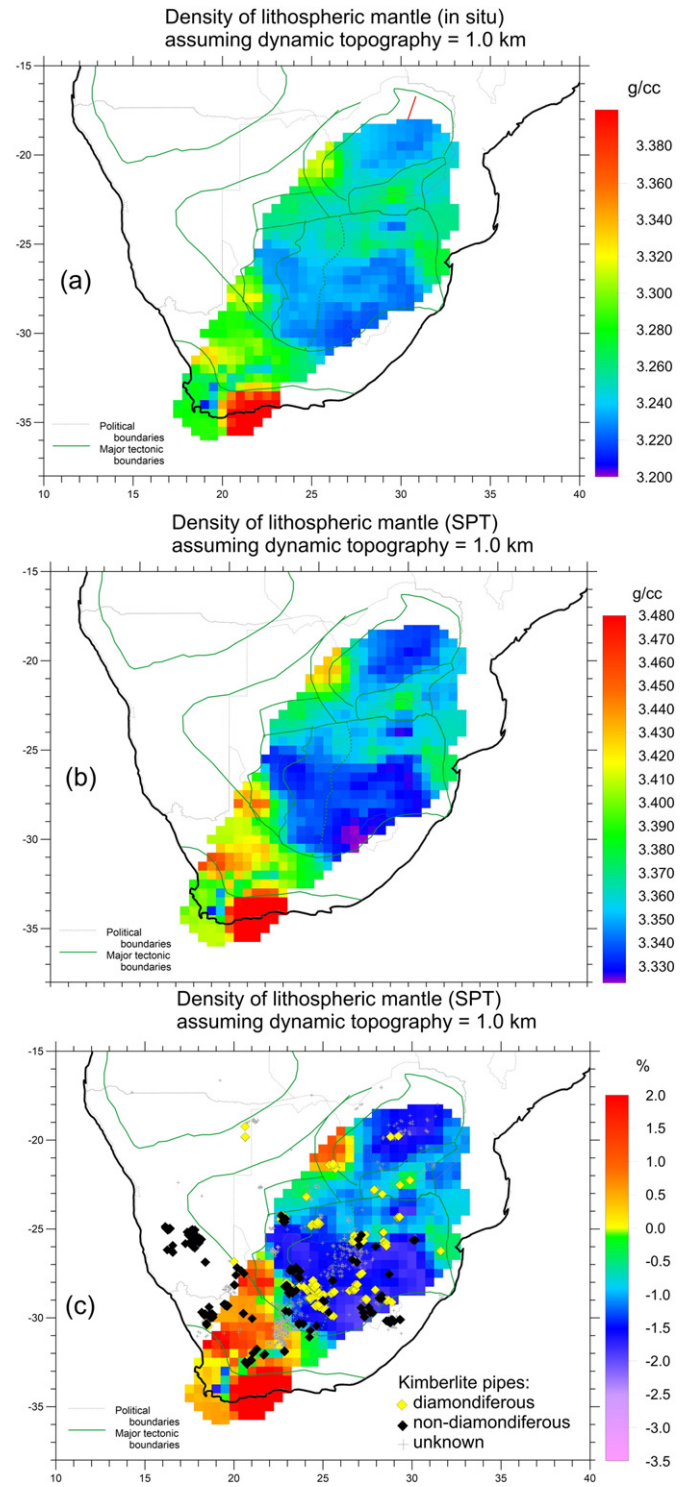 Density of lithospheric mantle (in situ)
assuming dynamic topography = 1.0 km
g/cc
-15
-20
-25
-30
-35
(a)
3.380
3.360
3.340
3.320
3.300
3.280
3.260
3.240
3.220
3.200
Political
boundaries
Major tectonic
boundaries
10 15 20 25 30 35 40
Density of lithospheric mantle (SPT)
assuming dynamic topography = 1.0 km
g/cc
-15
-20
-25
-30
-35
(b)
3.480
3.470
3.460
3.450
3.440
3.430
3.420
3.410
3.400
3.390
3.380
3.370
3.360
3.350
3.340
3.330
Political
boundaries
Major tectonic
boundaries
Density of lithospheric mantle (SPT)
assuming dynamic topography = 1.0 km
%
-15
-20
-25
-30
-35
(c)
2.0
1.5
1.0
0.5
0.0
-0.5
-1.0
-1.5
-2.0
-2.5
-3.0
-3.5
Kimberlite pipes:
diamondiferous
non-diamondiferous
unknown
Political
boundaries
Major tectonic
boundaries
10 15 20 25 30 35 40